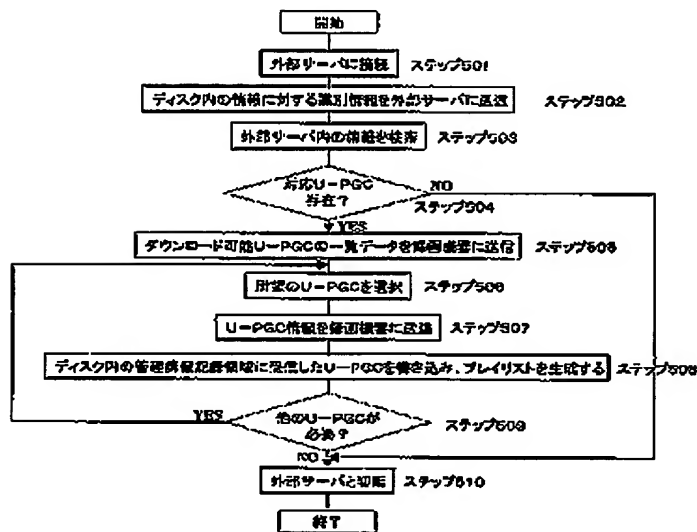 開始
外部サーバに接続 ステップ501
ディスク内の情報に対する識別情報を外部サーバに送信 ステップ502
外部サーバ内の情報を検索 ステップ503
対応U-PGC
存在?
NO
ステップ504
YES
ダウンロード可能U-PGCの一覧データを録画装置に送信 ステップ505
所望のU-PGCを選択 ステップ506
U-PGC情報を録画装置に送信 ステップ507
ディスク内の管理情報記録領域に受信したU-PGCを書き込み、プレイリストを生成する ステップ508
YES
他のU-PGCが
必要?
ステップ509
NO
外部サーバと切断 ステップ510
終了